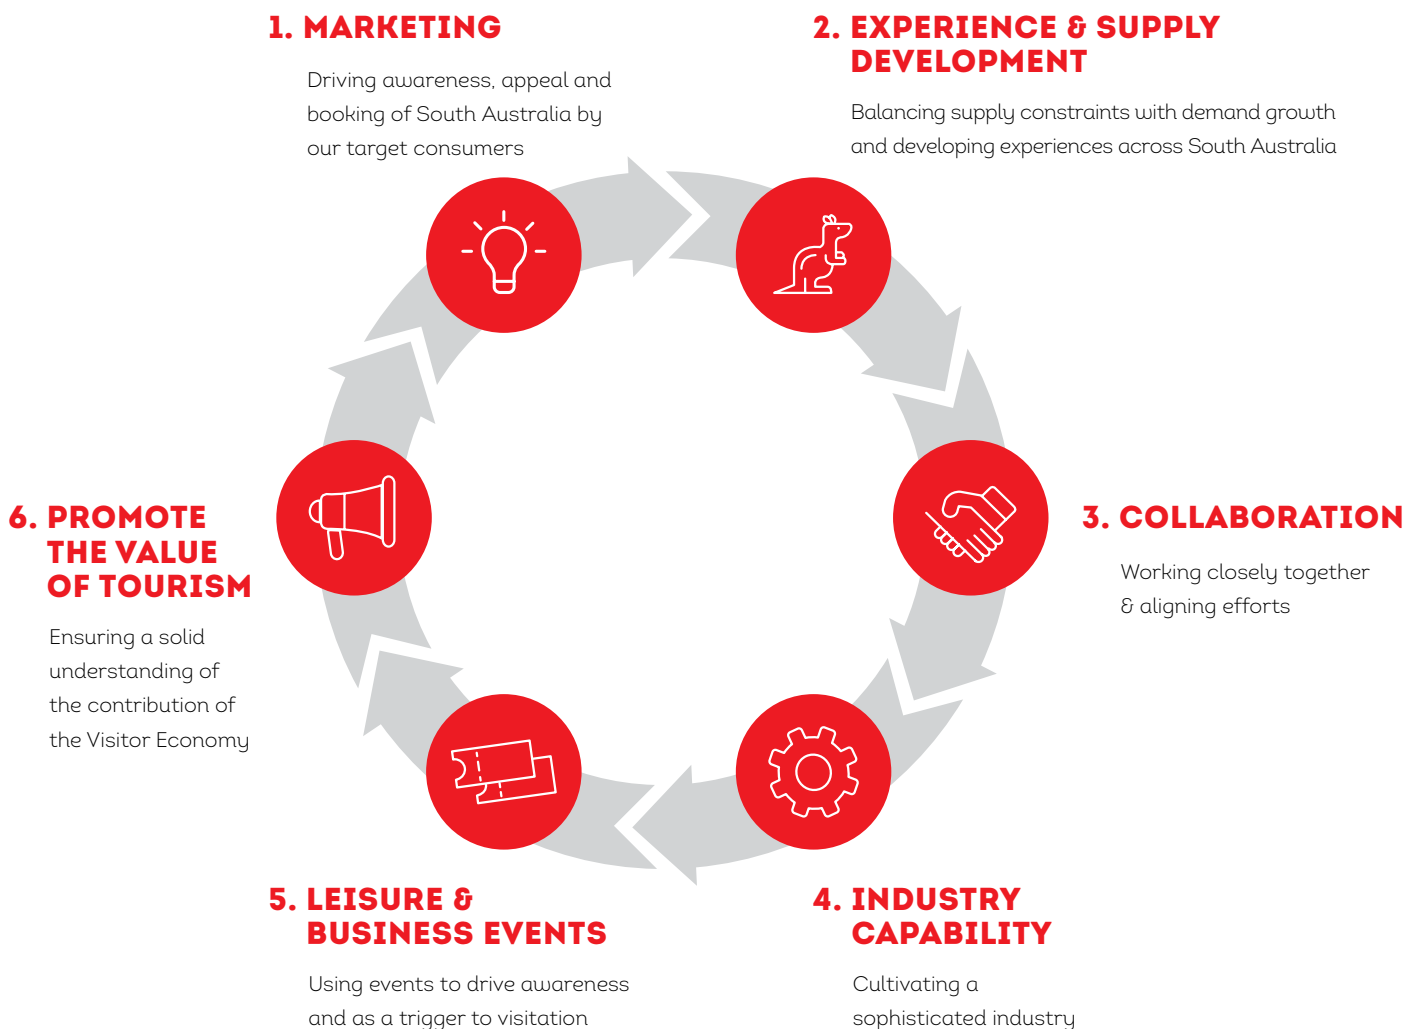 1. MARKETING
Driving awareness, appeal and
booking of South Australia by
our target consumers
2. EXPERIENCE & SUPPLY
DEVELOPMENT
Balancing supply constraints with demand growth
and developing experiences across South Australia
3. COLLABORATION
Working closely together
& aligning efforts
4. INDUSTRY
CAPABILITY
Cultivating a
sophisticated industry
5. LEISURE &
BUSINESS EVENTS
Using events to drive awareness
and as a trigger to visitation
6. PROMOTE
THE VALUE
OF TOURISM
Ensuring a solid
understanding of
the contribution of
the Visitor Economy